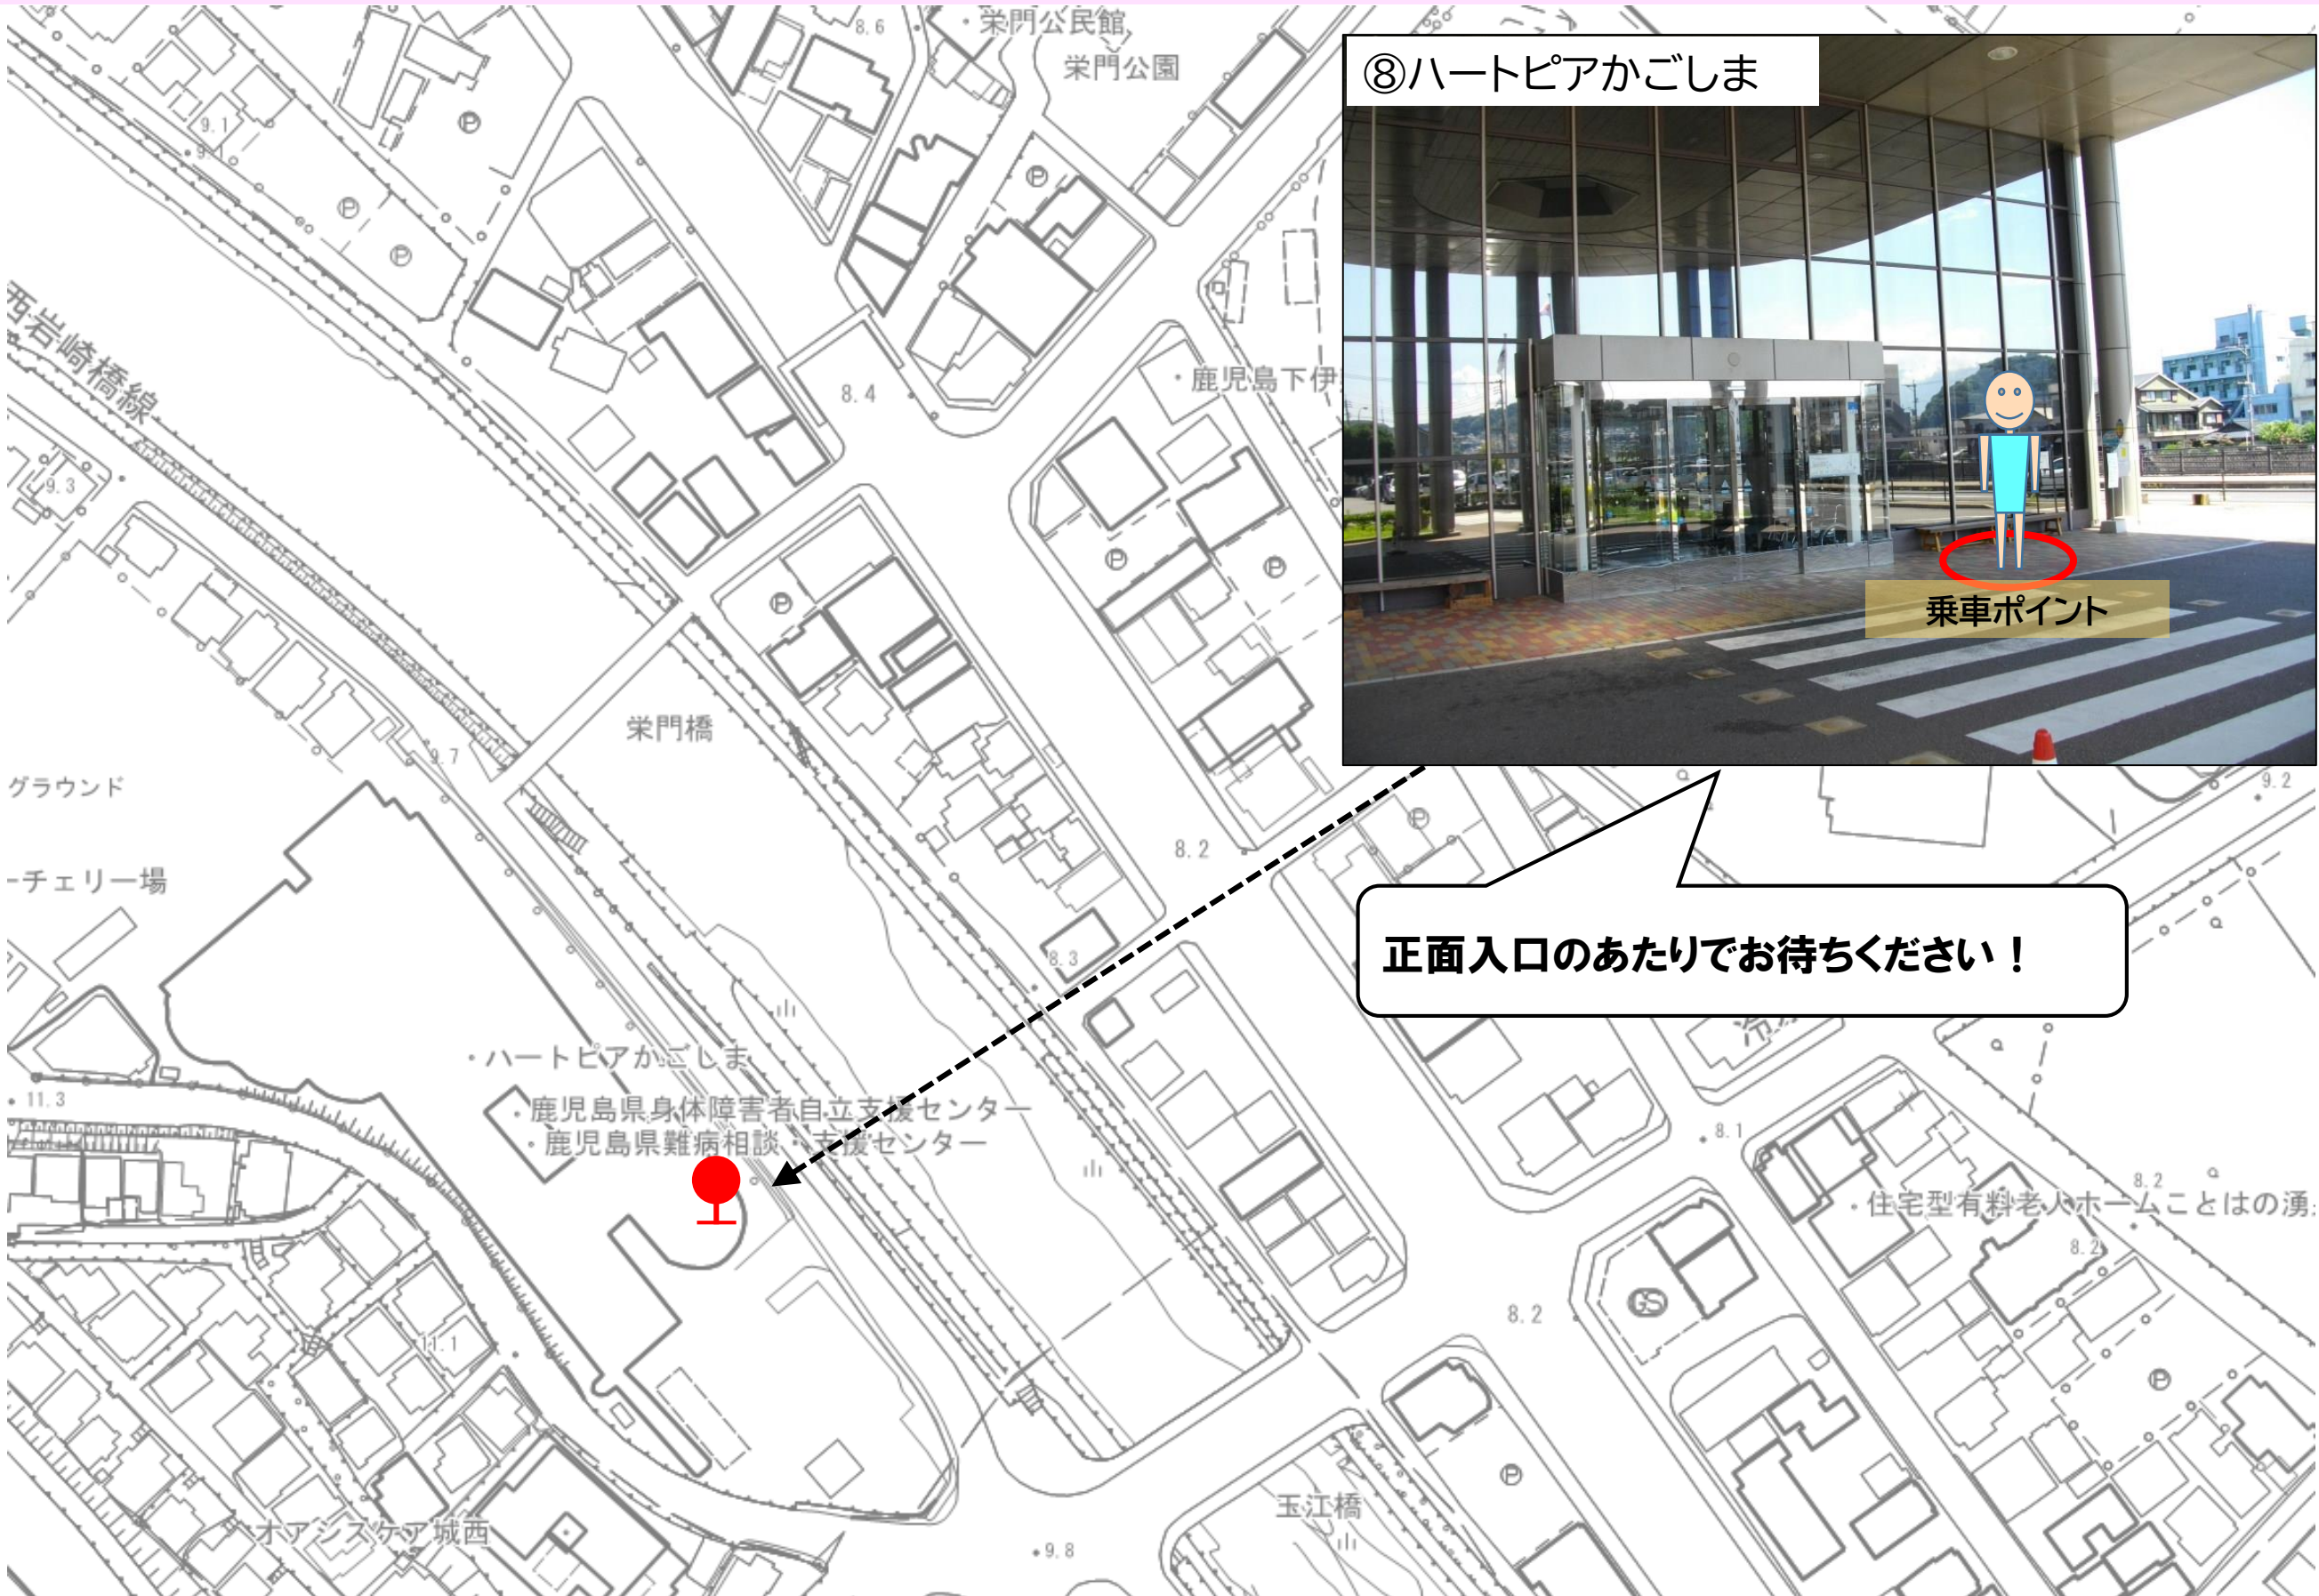 8.6
・栄門公民館
栄門公園
⑧ハートピアかごしま
9.1
9.1
Ⓟ
Ⓟ
Ⓟ
Ⓟ
西岩崎橋線
8.4
・鹿児島下伊
9.3
Ⓟ
Ⓟ
Ⓟ
乗車ポイント
栄門橋
9.7
グラウンド
9.2
Ⓟ
8.2
ーチェリー場
正面入口のあたりでお待ちください！
8.3
・ハートピアかごしま
11.3
・鹿児島県身体障害者自立支援センター
・鹿児島県難病相談・支援センター
8.1
8.2
・住宅型有料老人ホームことはの湧
8.2
GS
8.2
11.1
Ⓟ
Ⓟ
玉江橋
オアシスケア城西
9.8